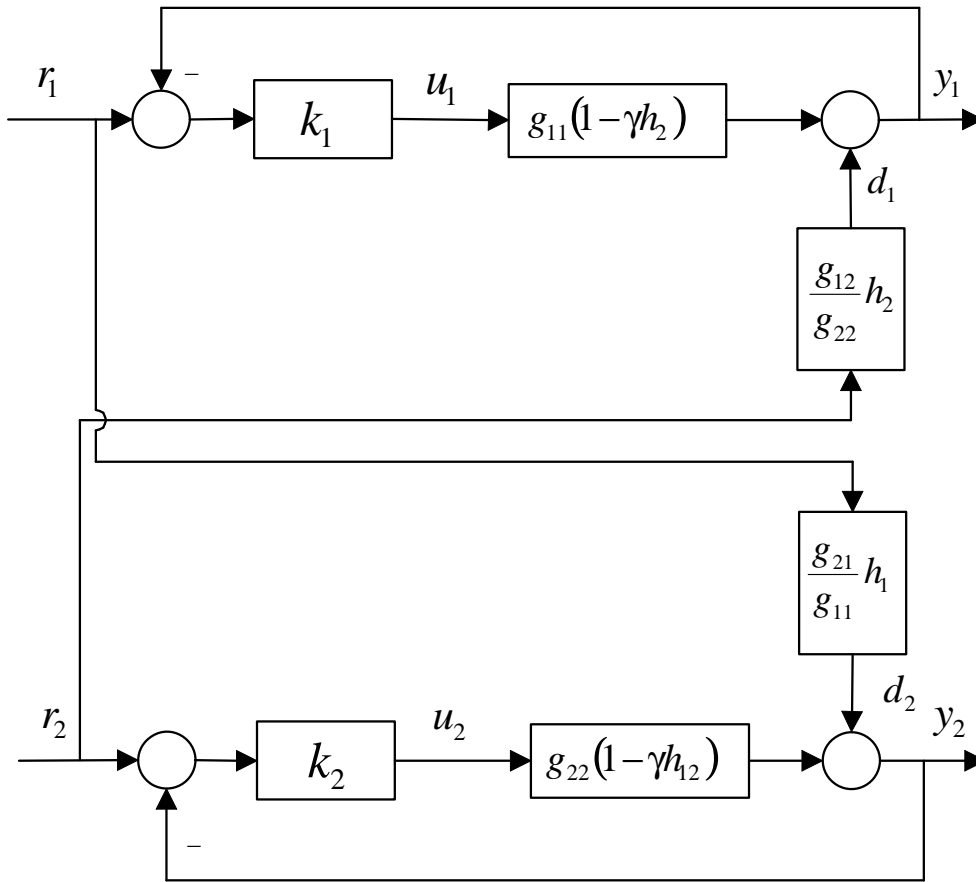 −
r₁
k₁
u₁
g₁₁(1−γh₂)
y₁
d₁
g₁₂
g₂₂
h₂
g₂₁
g₁₁
h₁
r₂
k₂
u₂
g₂₂(1−γh₁₂)
d₂
y₂
−